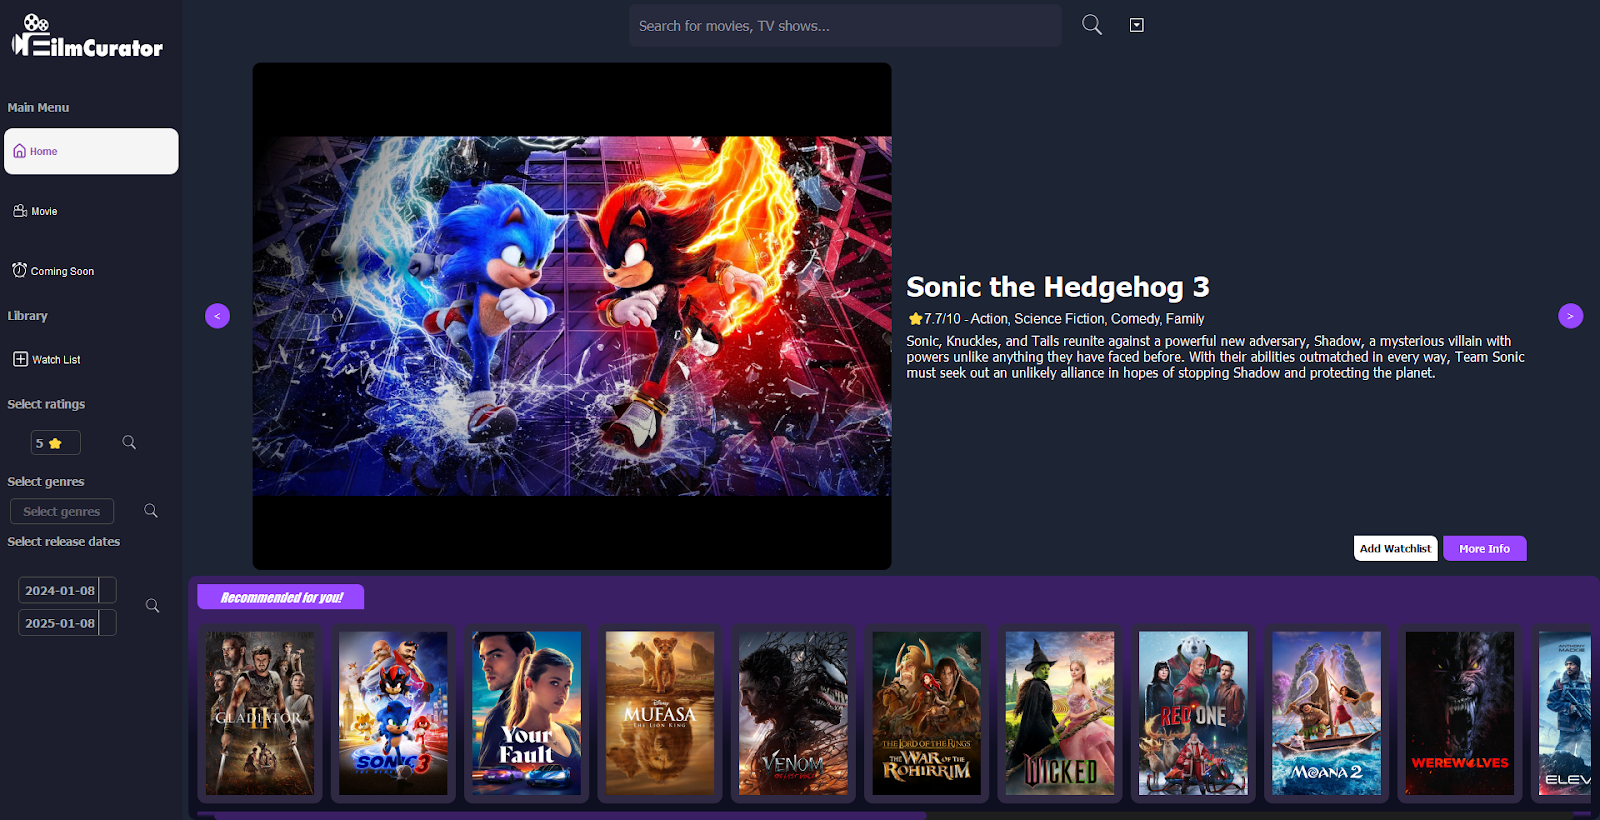 FilmCurator
Search for movies, TV shows...
Main Menu
Home
Movie
Coming Soon
Library
Watch List
Select ratings
5
Select genres
Select genres
Select release dates
2024-01-08
2025-01-08
<
Sonic the Hedgehog 3
7.7/10 - Action, Science Fiction, Comedy, Family
Sonic, Knuckles, and Tails reunite against a powerful new adversary, Shadow, a mysterious villain with
powers unlike anything they have faced before. With their abilities outmatched in every way, Team Sonic
must seek out an unlikely alliance in hopes of stopping Shadow and protecting the planet.
>
Add Watchlist
More Info
Recommended for you!
GLADIATOR
II
SONIC 3
Your
Fault
Disney
MUFASA
THE LION KING
VENOM
THE LORD OF THE RINGS
THE WAR OF THE
ROHIRRIM
WICKED
RED ONE
MOANA 2
WEREWOLVES
ANTHONY
MACKIE
ELEV